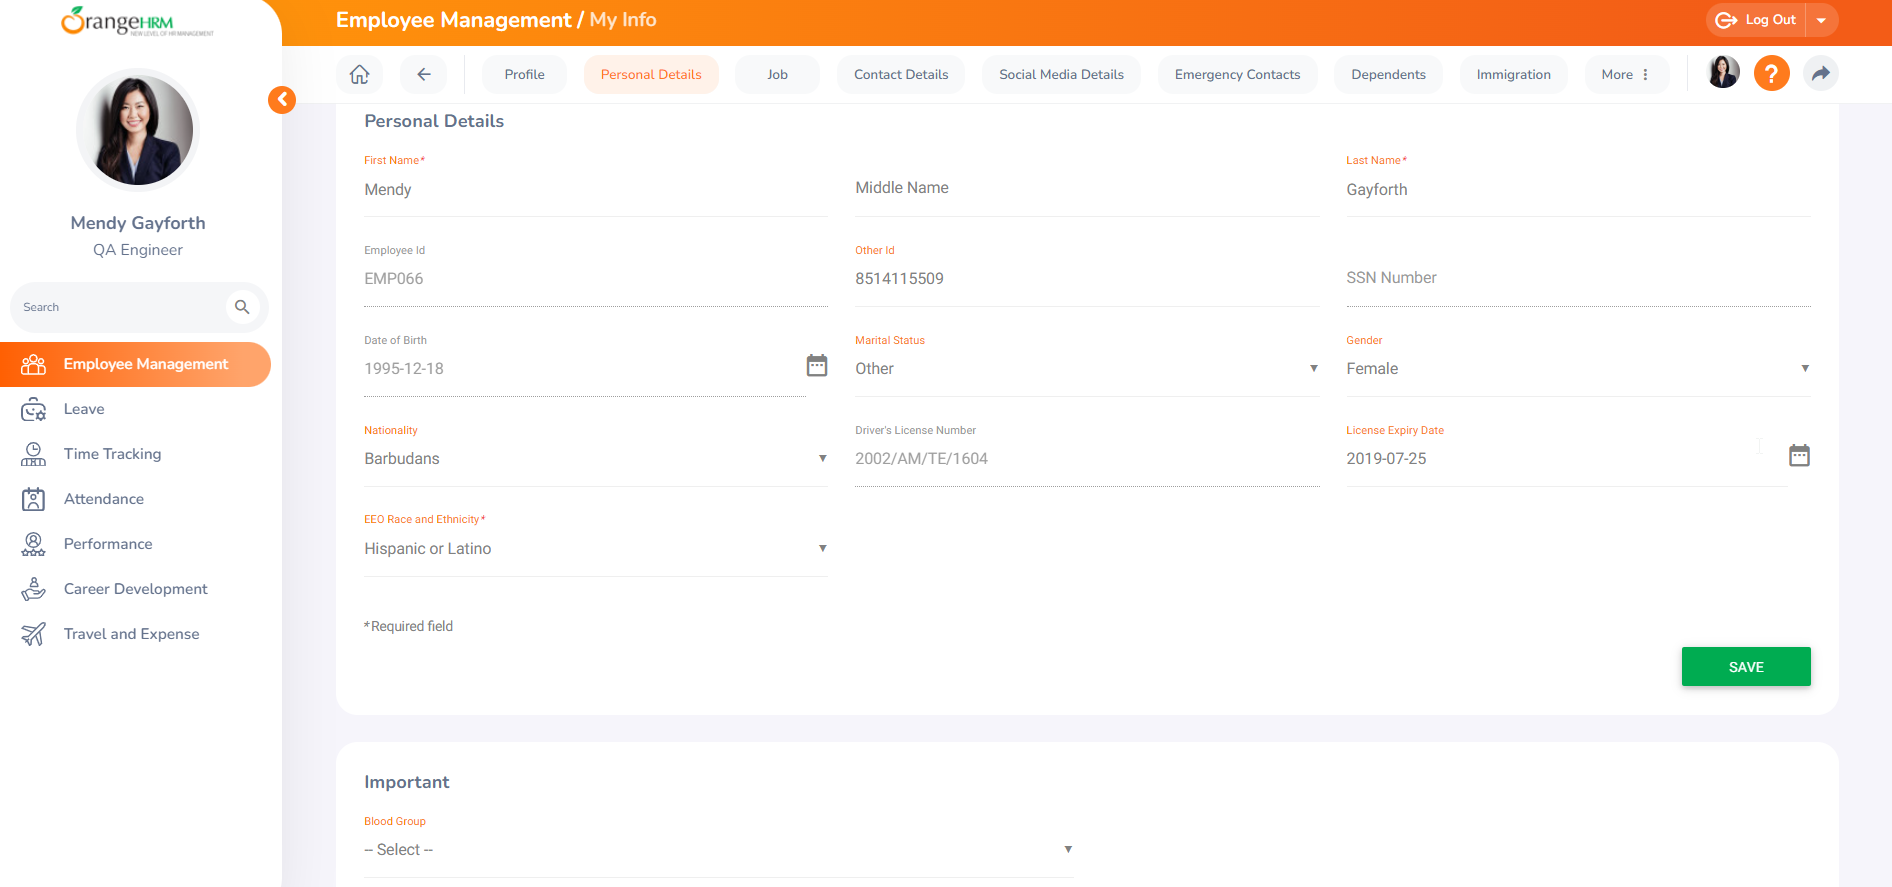 OrangeHRM
NEW LEVEL OF HR MANAGEMENT
Employee Management / My Info
Log Out
Profile
Personal Details
Job
Contact Details
Social Media Details
Emergency Contacts
Dependents
Immigration
More
?
Mendy Gayforth
QA Engineer
Search
Employee Management
Leave
Time Tracking
Attendance
Performance
Career Development
Travel and Expense
Personal Details
First Name*
Mendy
Middle Name
Last Name*
Gayforth
Employee Id
EMP066
Other Id
8514115509
SSN Number
Date of Birth
1995-12-18
Marital Status
Other
Gender
Female
Nationality
Barbudans
Driver's License Number
2002/AM/TE/1604
License Expiry Date
2019-07-25
EEO Race and Ethnicity*
Hispanic or Latino
*Required field
SAVE
Important
Blood Group
-- Select --